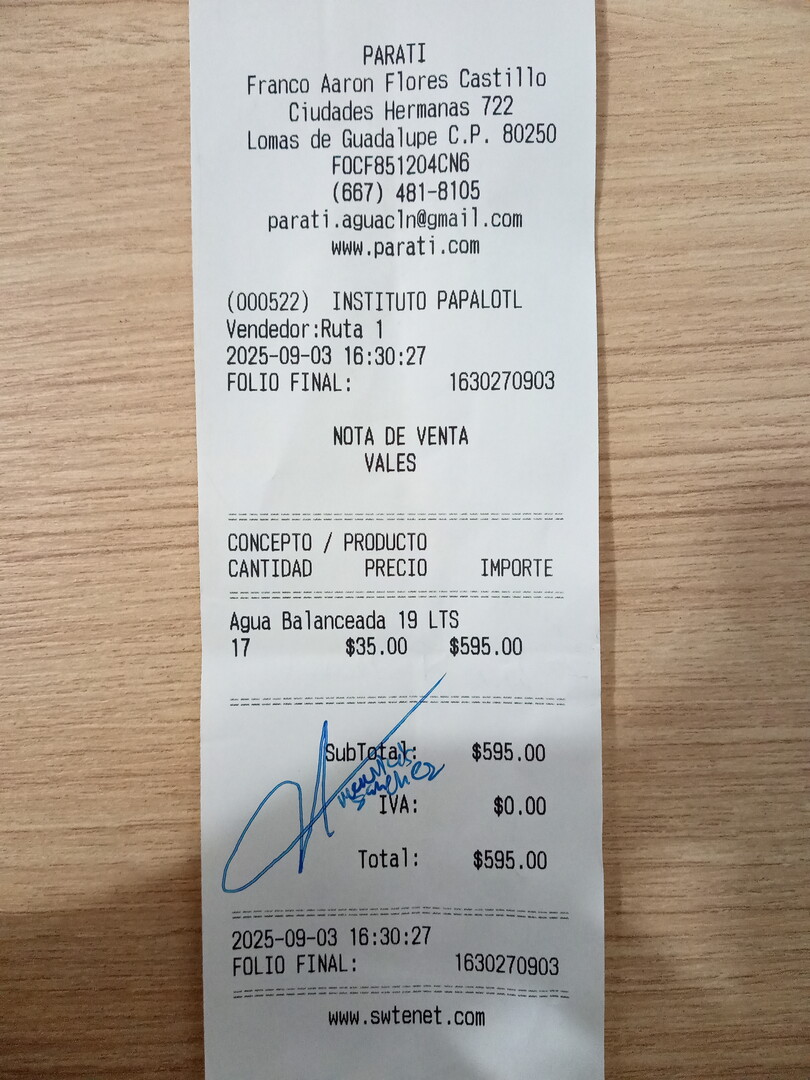 PARATI
Franco Aaron Flores Castillo
Ciudades Hermanas 722
Lomas de Guadalupe C.P. 80250
FOCF851204CN6
(667) 481-8105
parati.aguacln@gmail.com
www.parati.com
(000522) INSTITUTO PAPALOTL
Vendedor:Ruta 1
2025-09-03 16:30:27
FOLIO FINAL: 1630270903
NOTA DE VENTA
VALES
CONCEPTO / PRODUCTO
CANTIDAD PRECIO IMPORTE
Agua Balanceada 19 LTS
17 $35.00 $595.00
SubTotal: $595.00
Sanchez
IVA: $0.00
Total: $595.00
2025-09-03 16:30:27
FOLIO FINAL: 1630270903
www.swtenet.com